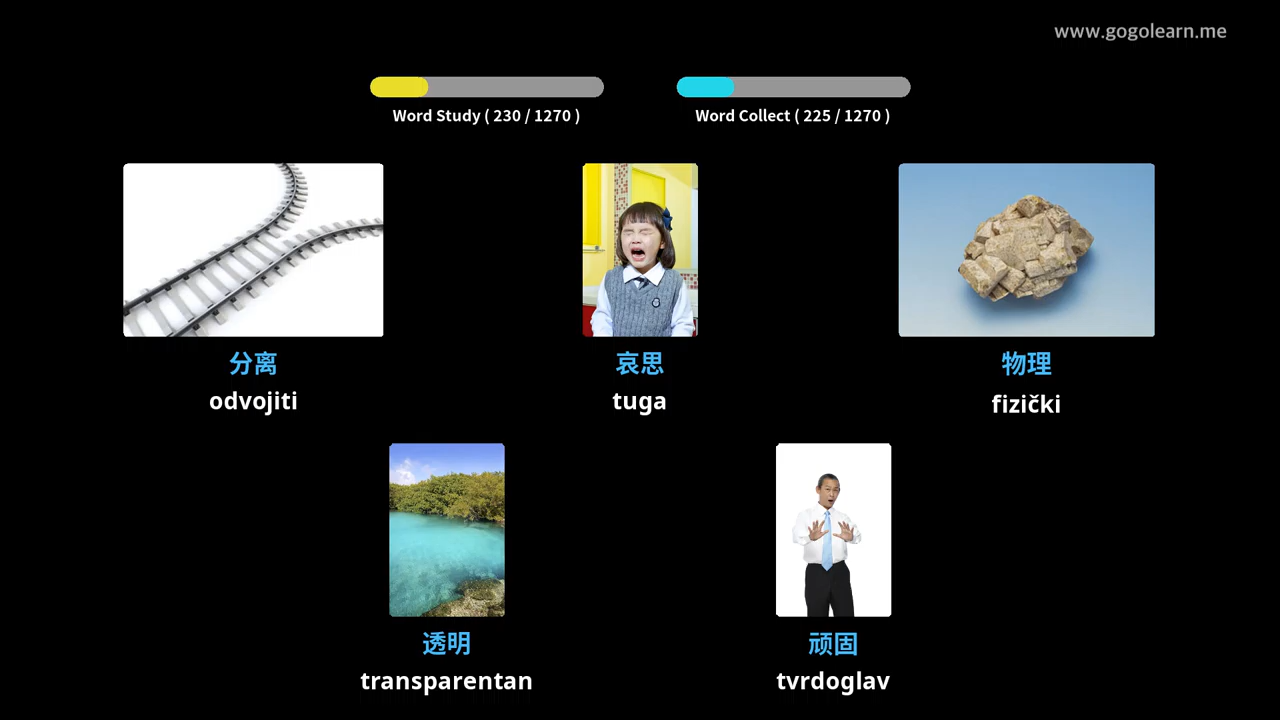 www.gogolearn.me
Word Study ( 230 / 1270 )
Word Collect ( 225 / 1270 )
分离
odvojiti
哀思
tuga
物理
fizički
透明
transparentan
顽固
tvrdoglav